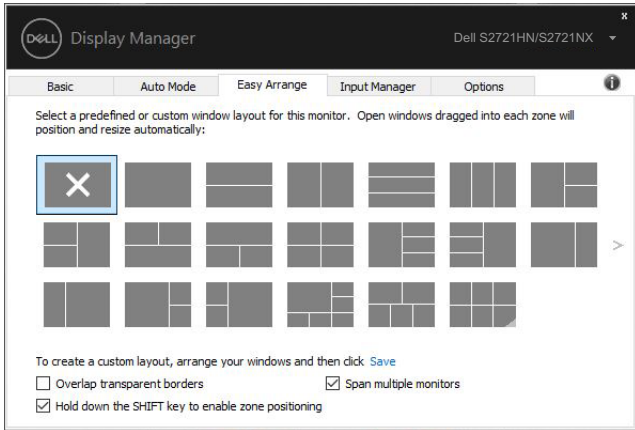 x
DELL Display Manager
Dell S2721HN/S2721NX
Basic Auto Mode Easy Arrange Input Manager Options
Select a predefined or custom window layout for this monitor. Open windows dragged into each zone will
position and resize automatically:
>
To create a custom layout, arrange your windows and then click Save
Overlap transparent borders Span multiple monitors
Hold down the SHIFT key to enable zone positioning